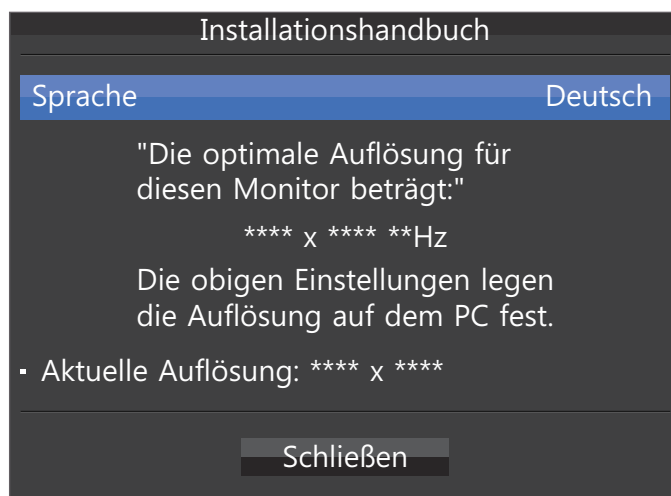 Installationshandbuch
Sprache Deutsch
"Die optimale Auflösung für
diesen Monitor beträgt:"
**** x **** **Hz
Die obigen Einstellungen legen
die Auflösung auf dem PC fest.
▪ Aktuelle Auflösung: **** x ****
Schließen